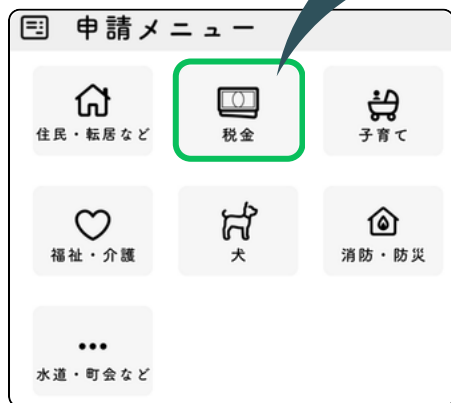 申請メニュー
住民・転居など
税金
子育て
福祉・介護
犬
消防・防災
水道・町会など